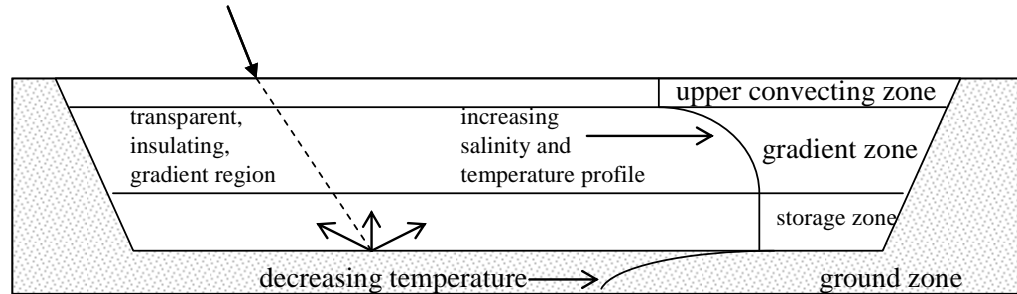 upper convecting zone
transparent,
insulating,
gradient region
increasing
salinity and
temperature profile
gradient zone
storage zone
decreasing temperature
ground zone